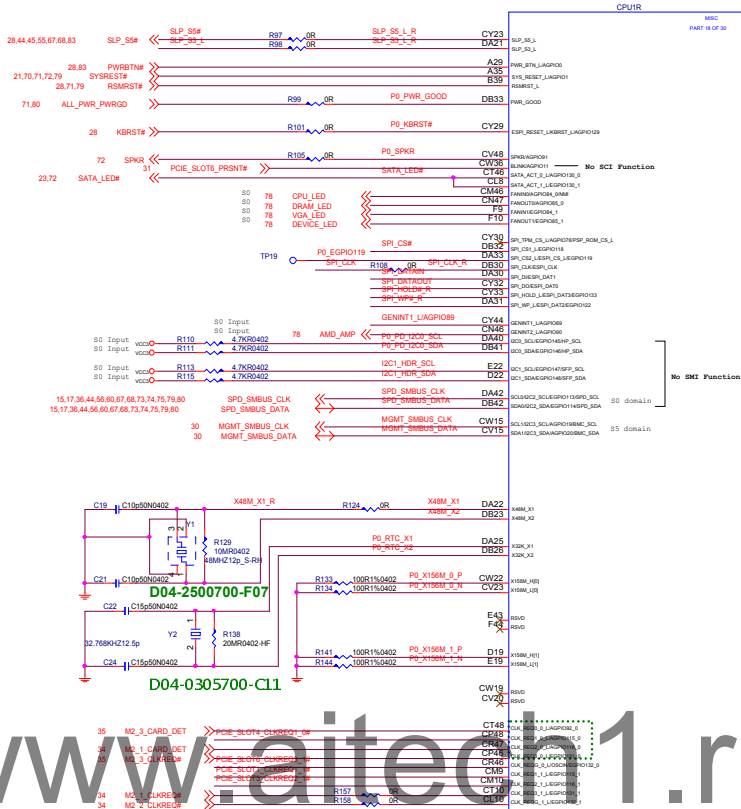 CPU1R
MISC
PART 16 OF 30
28,44,45,55,67,68,83 SLP_S5# SLP_S5# R97 0R SLP_S5_L_R CY23 SLP_S5_L
SLP_S3_L R98 0R SLP_S3_L_R DA21 SLP_S3_L
28,83 PWRBTN# A29 PWR_BTN_L/AGPIO0
21,70,71,72,79 SYSREST# A35 SYS_RESET_L/AGPIO1
28,71,79 RSMRST# B39 RSMRST_L
71,80 ALL_PWR_PWRGD R99 0R P0_PWR_GOOD DB33 PWR_GOOD
28 KBRST# R101 0R P0_KBRST# CY29 ESPI_RESET_L/KBRST_L/AGPIO129
72 SPKR R105 0R P0_SPKR CV48 SPKR/AGPIO91
31 PCIE_SLOT6_PRSNT# CW36 BLINK/AGPIO11 No SCI Function
23,72 SATA_LED# SATA_LED# CT46 SATA_ACT_0_L/AGPIO130_0
CL8 SATA_ACT_1_L/EGPIO130_1
S0 78 CPU_LED CM46 FANIN0/AGPIO84_0/NMI
S0 78 DRAM_LED CN47 FANOUT0/AGPIO85_0
S0 78 VGA_LED F9 FANIN1/EGPIO84_1
S0 78 DEVICE_LED F10 FANOUT1/EGPIO85_1
CY30 SPI_TPM_CS_L/AGPIO76/PSP_ROM_CS_L
SPI_CS# DB32 SPI_CS1_L/EGPIO118
TP19 P0_EGPIO119 DA33 SPI_CS2_L/ESPI_CS_L/EGPIO119
SPI_CLK R108 0R SPI_CLK_R DB30 SPI_CLK/ESPI_CLK
SPI_DATAIN DA30 SPI_DI/ESPI_DAT1
SPI_DATAOUT CY32 SPI_DO/ESPI_DAT0
SPI_HOLD#_R CY33 SPI_HOLD_L/ESPI_DAT3/EGPIO133
SPI_WP#_R DA31 SPI_WP_L/ESPI_DAT2/EGPIO122
S0 Input GENINT1_L/AGPIO89 CY44 GENINT1_L/AGPIO89
S0 Input 78 AMD_AMP CN46 GENINT2_L/AGPIO90
S0 Input VCC3 R110 4.7KR0402 P0_PD_I2C0_SCL DA40 I2C0_SCL/EGPIO145/HP_SCL
S0 Input VCC3 R111 4.7KR0402 P0_PD_I2C0_SDA DB41 I2C0_SDA/EGPIO146/HP_SDA
S0 Input VCC3 R113 4.7KR0402 I2C1_HDR_SCL E22 I2C1_SCL/EGPIO147/SFP_SCL
S0 Input VCC3 R115 4.7KR0402 I2C1_HDR_SDA D22 I2C1_SDA/EGPIO148/SFP_SDA
No SMI Function
15,17,36,44,56,60,67,68,73,74,75,79,80 SPD_SMBUS_CLK SPD_SMBUS_CLK DA42 SCL0/I2C2_SCL/EGPIO113/SPD_SCL
S0 domain
15,17,36,44,56,60,67,68,73,74,75,79,80 SPD_SMBUS_DATA SPD_SMBUS_DATA DB42 SDA0/I2C2_SDA/EGPIO114/SPD_SDA
30 MGMT_SMBUS_CLK MGMT_SMBUS_CLK CW15 SCL1/I2C3_SCL/AGPIO19/BMC_SCL
S5 domain
30 MGMT_SMBUS_DATA MGMT_SMBUS_DATA CV15 SDA1/I2C3_SDA/AGPIO20/BMC_SDA
C19 C10p50N0402 X48M_X1_R R124 0R X48M_X1 DA22 X48M_X1
X48M_X2 DB23 X48M_X2
3 2 Y1
R129
10MR0402
48MHZ12p_S-RH
4 1
P0_RTC_X1 DA25 X32K_X1
P0_RTC_X2 DB26 X32K_X2
C21 C10p50N0402
D04-2500700-F07
R133 100R1%0402 P0_X156M_0_P CW22 X156M_H[0]
R134 100R1%0402 P0_X156M_0_N CV23 X156M_L[0]
C22 C15p50N0402
E43 RSVD
F44 RSVD
32.768KHZ12.5p Y2 1 2 R138
20MR0402-HF
C24 C15p50N0402
D04-0305700-C11
R141 100R1%0402 P0_X156M_1_P D19 X156M_H[1]
R144 100R1%0402 P0_X156M_1_N E19 X156M_L[1]
CW19 RSVD
CV20 RSVD
35 M2_3_CARD_DET CT48 CLK_REQ0_0_L/AGPIO92_0
PCIE_SLOT4_CLKREQ1_0# CP48
34 M2_1_CARD_DET CR47
35 M2_3_CLKREQ# CP46
CR46
CM9
CM10
34 M2_1_CLKREQ# R157 0R CT10
34 M2_2_CLKREQ# R158 0R CL10
www.aitech1.r